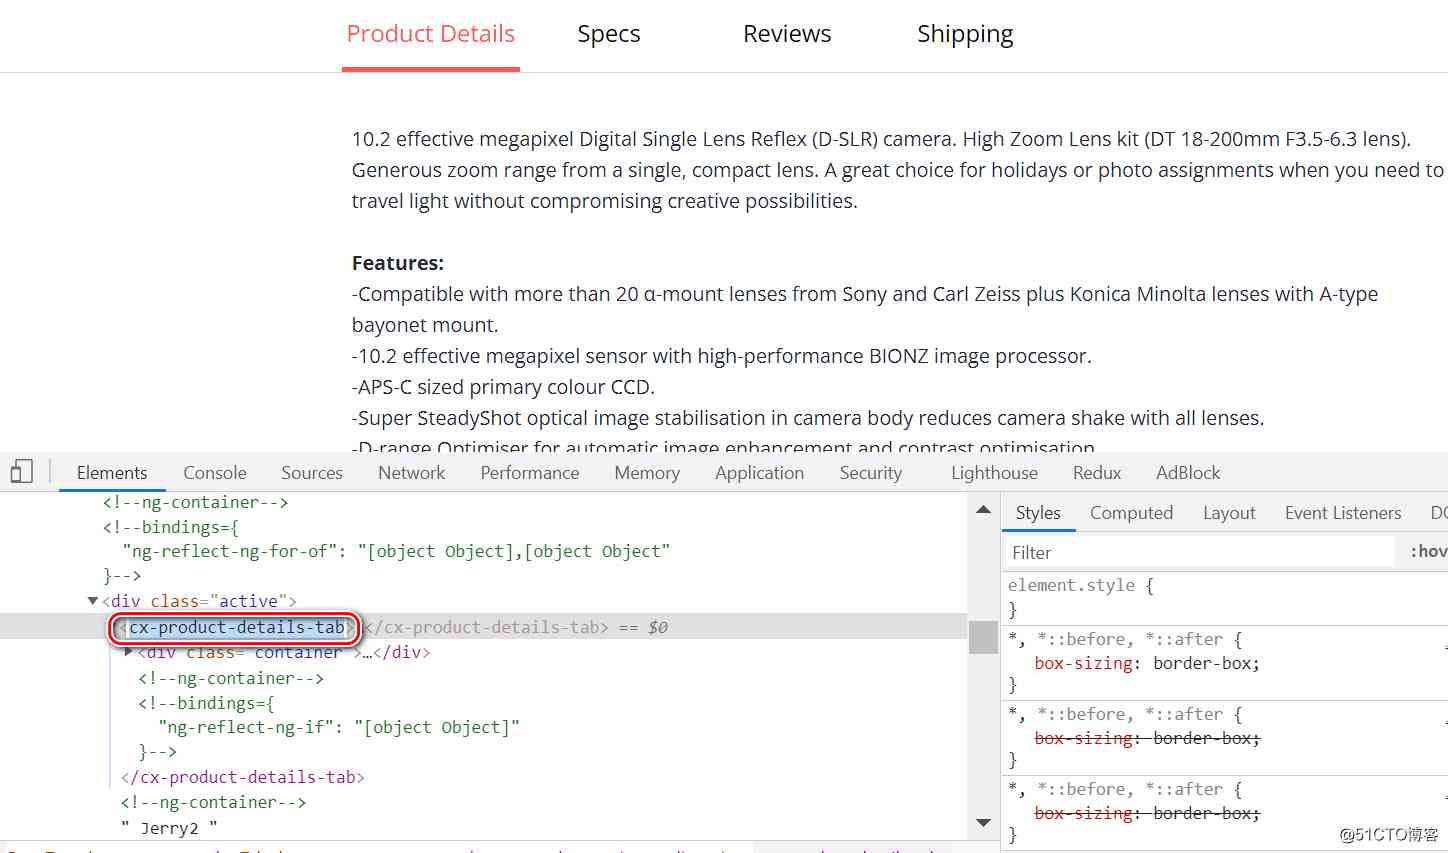 Product Details Specs Reviews Shipping
10.2 effective megapixel Digital Single Lens Reflex (D-SLR) camera. High Zoom Lens kit (DT 18-200mm F3.5-6.3 lens).
Generous zoom range from a single, compact lens. A great choice for holidays or photo assignments when you need to
travel light without compromising creative possibilities.
Features:
-Compatible with more than 20 α-mount lenses from Sony and Carl Zeiss plus Konica Minolta lenses with A-type
bayonet mount.
-10.2 effective megapixel sensor with high-performance BIONZ image processor.
-APS-C sized primary colour CCD.
-Super SteadyShot optical image stabilisation in camera body reduces camera shake with all lenses.
-D-range Optimiser for automatic image enhancement and contrast optimisation
Elements Console Sources Network Performance Memory Application Security Lighthouse Redux AdBlock
<!--ng-container-->
<!--bindings={
"ng-reflect-ng-for-of": "[object Object],[object Object"
}-->
▼<div class="active">
<cx-product-details-tab></cx-product-details-tab> == $0
▶<div class="container">…</div>
<!--ng-container-->
<!--bindings={
"ng-reflect-ng-if": "[object Object]"
}-->
</cx-product-details-tab>
<!--ng-container-->
" Jerry2 "
Styles Computed Layout Event Listeners DO
Filter :hov
element.style {
}
*, *::before, *::after {
box-sizing: border-box;
}
*, *::before, *::after {
box-sizing: border-box;
}
*, *::before, *::after {
box-sizing: border-box;
}
@51CTO博客